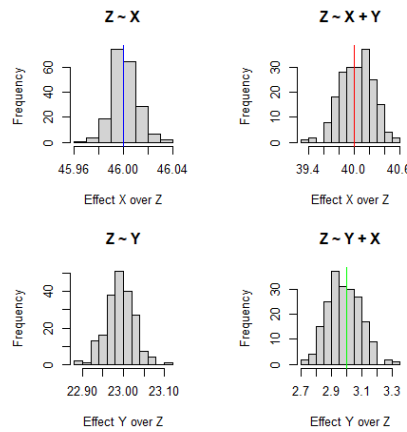 Z ~ X
Frequency
0 20 40 60
45.96 46.00 46.04
Effect X over Z
Z ~ X + Y
Frequency
0 10 20 30
39.4 40.0 40.6
Effect X over Z
Z ~ Y
Frequency
0 20 40
22.90 23.00 23.10
Effect Y over Z
Z ~ Y + X
Frequency
0 10 30
2.7 2.9 3.1 3.3
Effect Y over Z